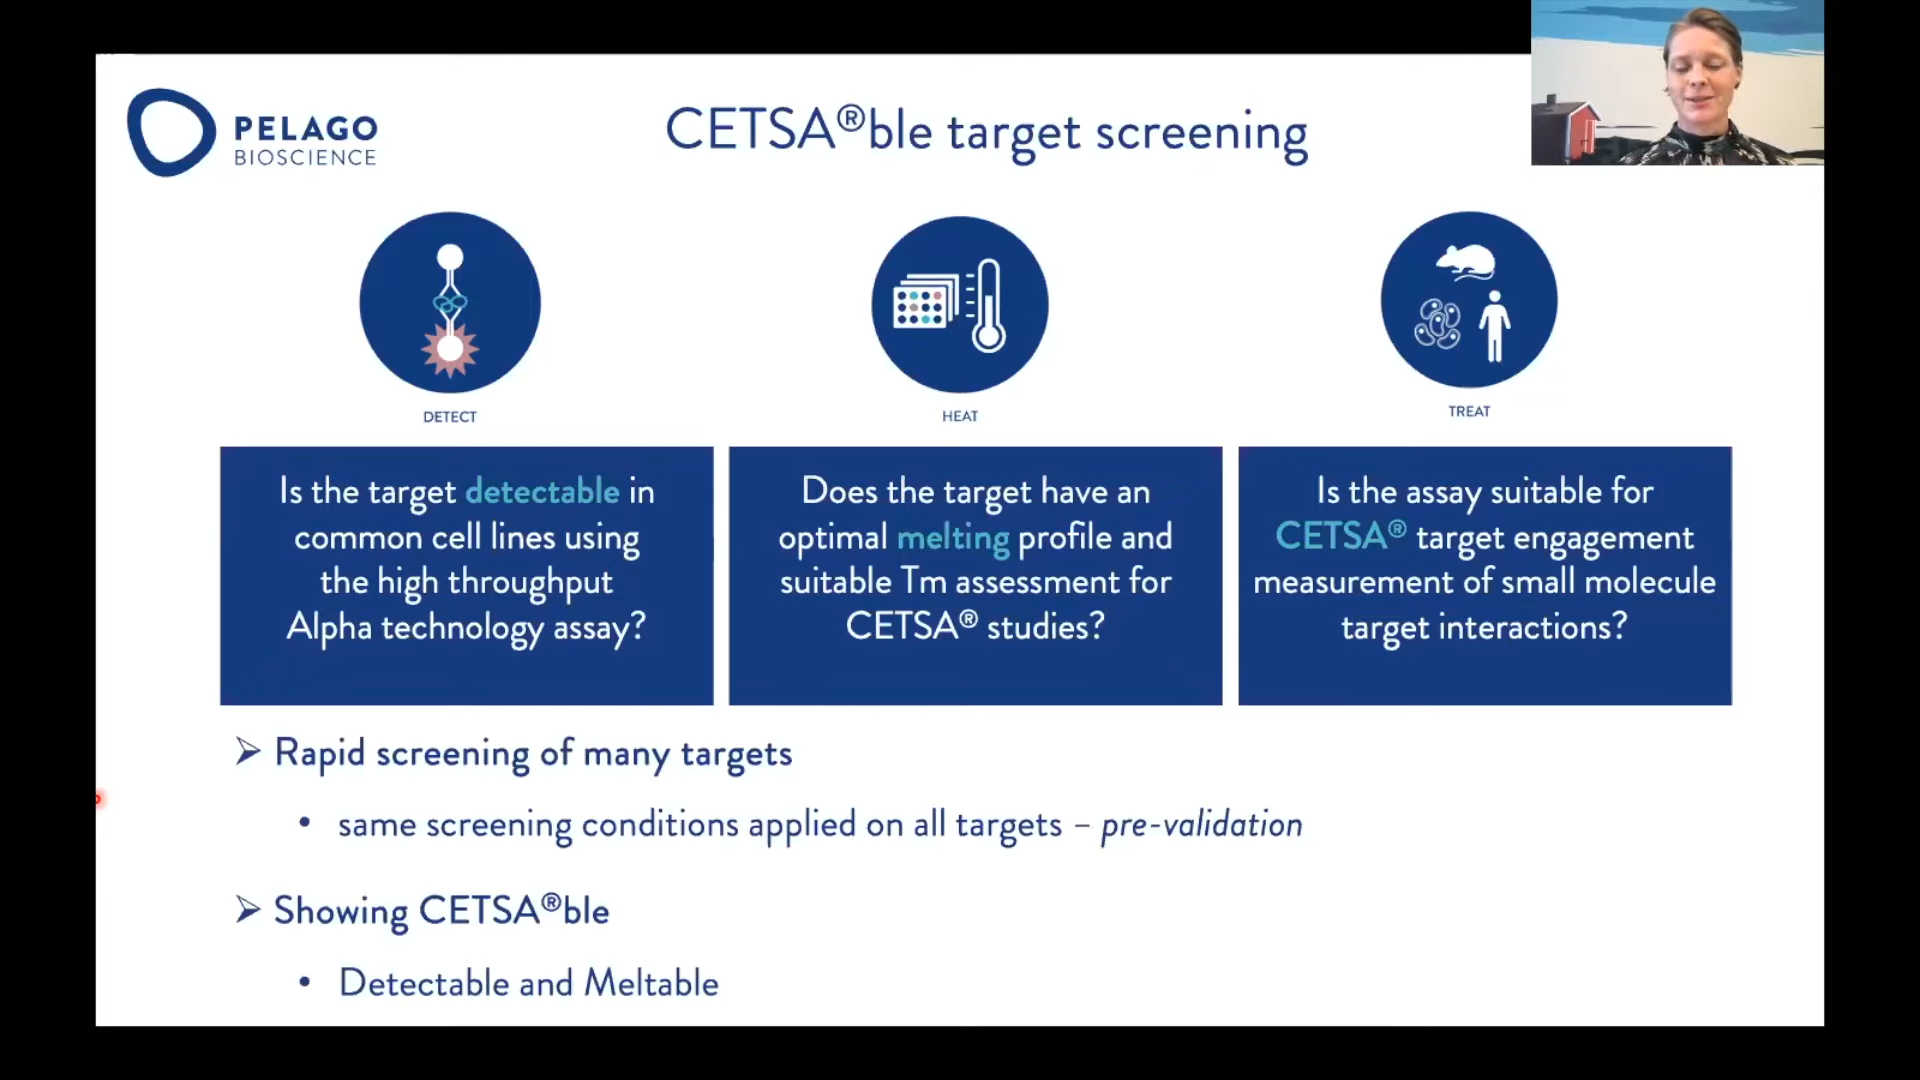 PELAGO
BIOSCIENCE
CETSA®ble target screening
DETECT
HEAT
TREAT
Is the target detectable in
common cell lines using
the high throughput
Alpha technology assay?
Does the target have an
optimal melting profile and
suitable Tm assessment for
CETSA® studies?
Is the assay suitable for
CETSA® target engagement
measurement of small molecule
target interactions?
➢ Rapid screening of many targets
• same screening conditions applied on all targets – pre-validation
➢ Showing CETSA®ble
• Detectable and Meltable